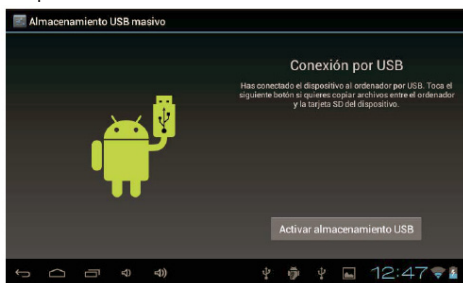 Almacenamiento USB masivo
Conexión por USB
Has conectado el dispositivo al ordenador por USB. Toca el
siguiente botón si quieres copiar archivos entre el ordenador
y la tarjeta SD del dispositivo.
Activar almacenamiento USB
12:47